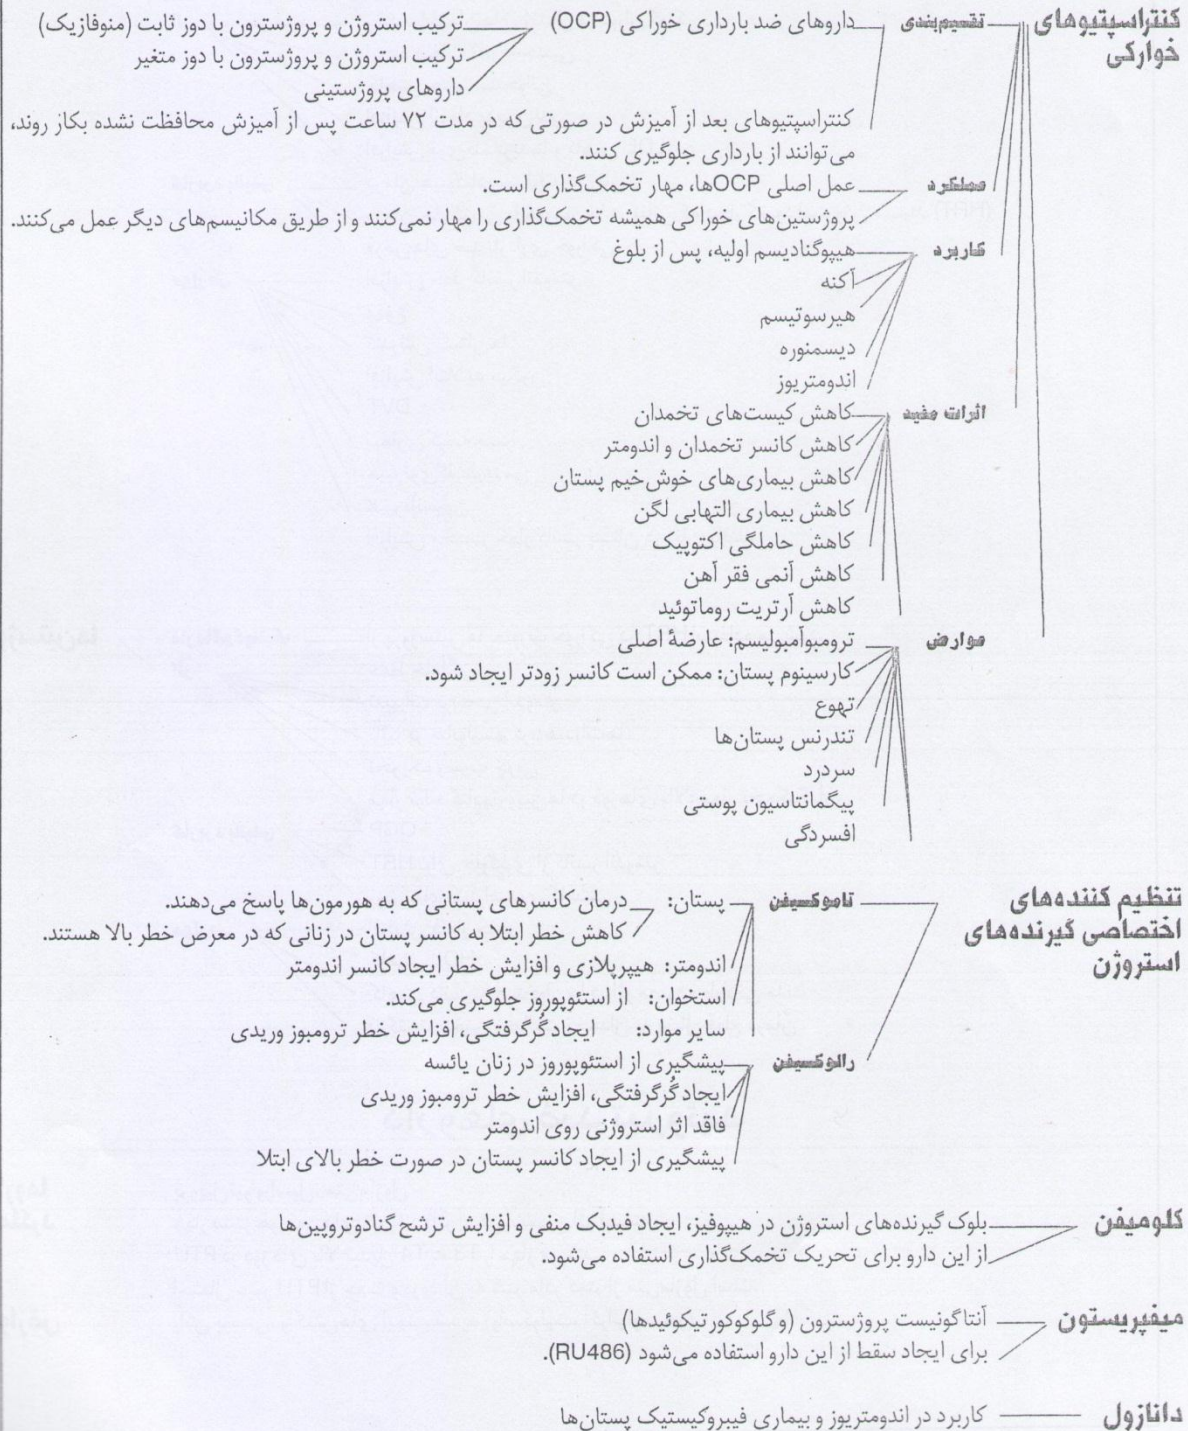 کنتراسپتیوهای خوارکی
تقسیم‌بندی
داروهای ضد بارداری خوراکی (OCP)
ترکیب استروژن و پروژسترون با دوز ثابت (منوفازیک)
ترکیب استروژن و پروژسترون با دوز متغیر
داروهای پروژستینی
کنتراسپتیوهای بعد از آمیزش در صورتی که در مدت ۷۲ ساعت پس از آمیزش محافظت نشده بکار روند،
می‌توانند از بارداری جلوگیری کنند.
عملکرد
عمل اصلی OCPها، مهار تخمک‌گذاری است.
پروژستین‌های خوراکی همیشه تخمک‌گذاری را مهار نمی‌کنند و از طریق مکانیسم‌های دیگر عمل می‌کنند.
کاربرد
هیپوگنادیسم اولیه، پس از بلوغ
آکنه
هیرسوتیسم
دیسمنوره
اندومتریوز
اثرات مفید
کاهش کیست‌های تخمدان
کاهش کانسر تخمدان و اندومتر
کاهش بیماری‌های خوش‌خیم پستان
کاهش بیماری التهابی لگن
کاهش حاملگی اکتوپیک
کاهش آنمی فقر آهن
کاهش آرتریت روماتوئید
عوارض
ترومبوآمبولیسم: عارضهٔ اصلی
کارسینوم پستان: ممکن است کانسر زودتر ایجاد شود.
تهوع
تندرنس پستان‌ها
سردرد
پیگمانتاسیون پوستی
افسردگی
تنظیم کننده‌های
اختصاصی گیرنده‌های
استروژن
تاموکسیفن
پستان: درمان کانسرهای پستانی که به هورمون‌ها پاسخ می‌دهند.
کاهش خطر ابتلا به کانسر پستان در زنانی که در معرض خطر بالا هستند.
اندومتر: هیپرپلازی و افزایش خطر ایجاد کانسر اندومتر
استخوان: از استئوپوروز جلوگیری می‌کند.
سایر موارد: ایجاد گُرگرفتگی، افزایش خطر ترومبوز وریدی
رالوکسیفن
پیشگیری از استئوپوروز در زنان یائسه
ایجاد گُرگرفتگی، افزایش خطر ترومبوز وریدی
فاقد اثر استروژنی روی اندومتر
پیشگیری از ایجاد کانسر پستان در صورت خطر بالای ابتلا
کلومیفن
بلوک گیرنده‌های استروژن در هیپوفیز، ایجاد فیدبک منفی و افزایش ترشح گنادوتروپین‌ها
از این دارو برای تحریک تخمک‌گذاری استفاده می‌شود.
میفپریستون
آنتاگونیست پروژسترون (و گلوکوکورتیکوئیدها)
برای ایجاد سقط از این دارو استفاده می‌شود (RU486).
دانازول
کاربرد در اندومتریوز و بیماری فیبروکیستیک پستان‌ها